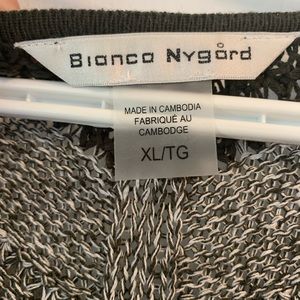 Bianca Nygård
MADE IN CAMBODIA
FABRIQUÉ AU
CAMBODGE
XL/TG